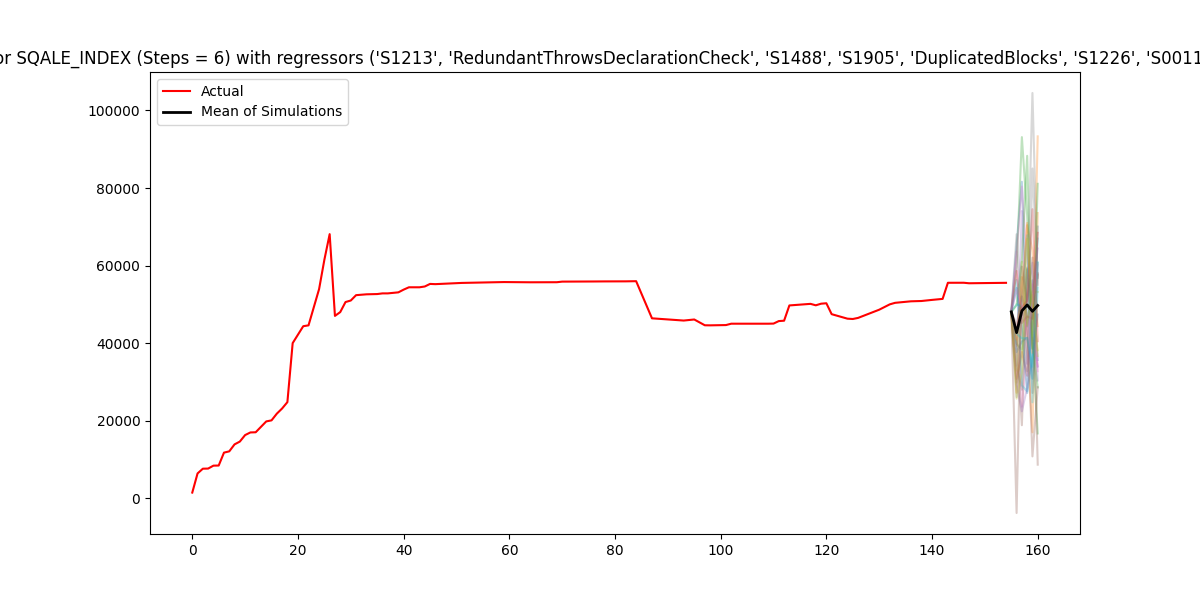 or SQALE_INDEX (Steps = 6) with regressors ('S1213', 'RedundantThrowsDeclarationCheck', 'S1488', 'S1905', 'DuplicatedBlocks', 'S1226', 'S0011
Actual
Mean of Simulations
100000
80000
60000
40000
20000
0
0 20 40 60 80 100 120 140 160